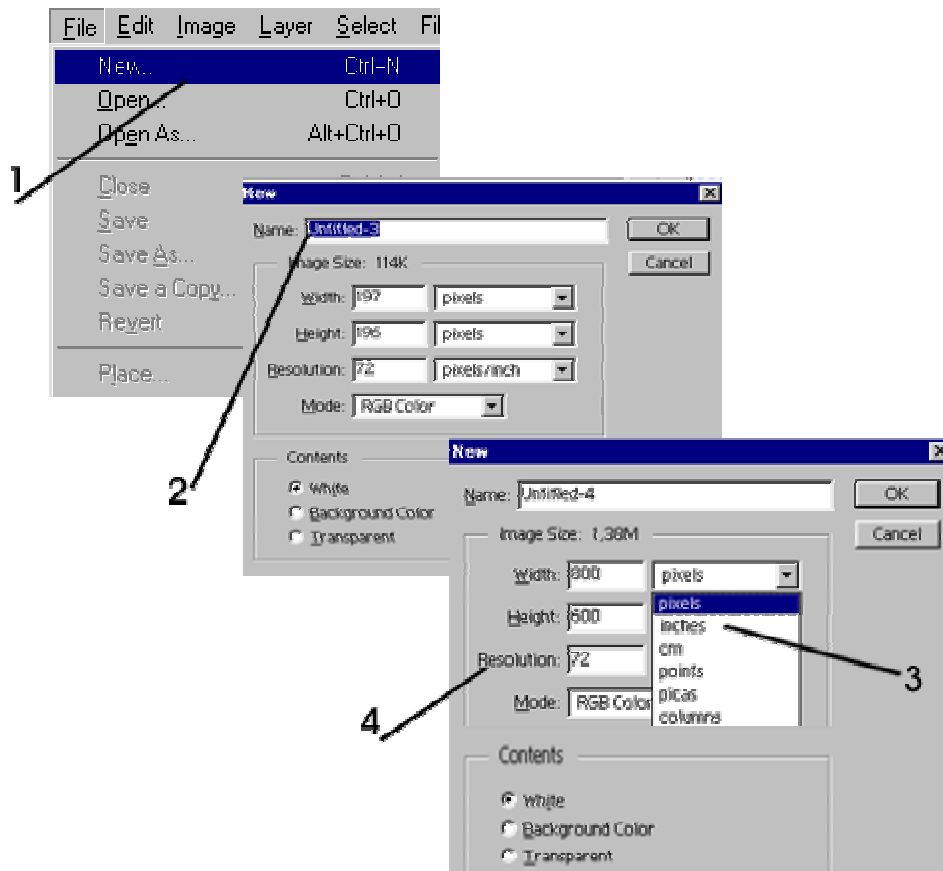 File Edit Image Layer Select Fil
New... Ctrl+N
Open... Ctrl+O
Open As... Alt+Ctrl+O
1
Close
Save
Save As...
Save a Copy...
Revert
Place...
New
Name: Untitled-3 OK
Image Size: 114K Cancel
Width: 197 pixels
Height: 196 pixels
Resolution: 72 pixels/inch
Mode: RGB Color
Contents
White
Background Color
Transparent
2
New
Name: Untitled-4 OK
Image Size: 1,38M Cancel
Width: 800 pixels
pixels
Height: 600
inches
cm
Resolution: 72
points
3
picas
Mode: RGB Color
columns
4
Contents
White
Background Color
Transparent